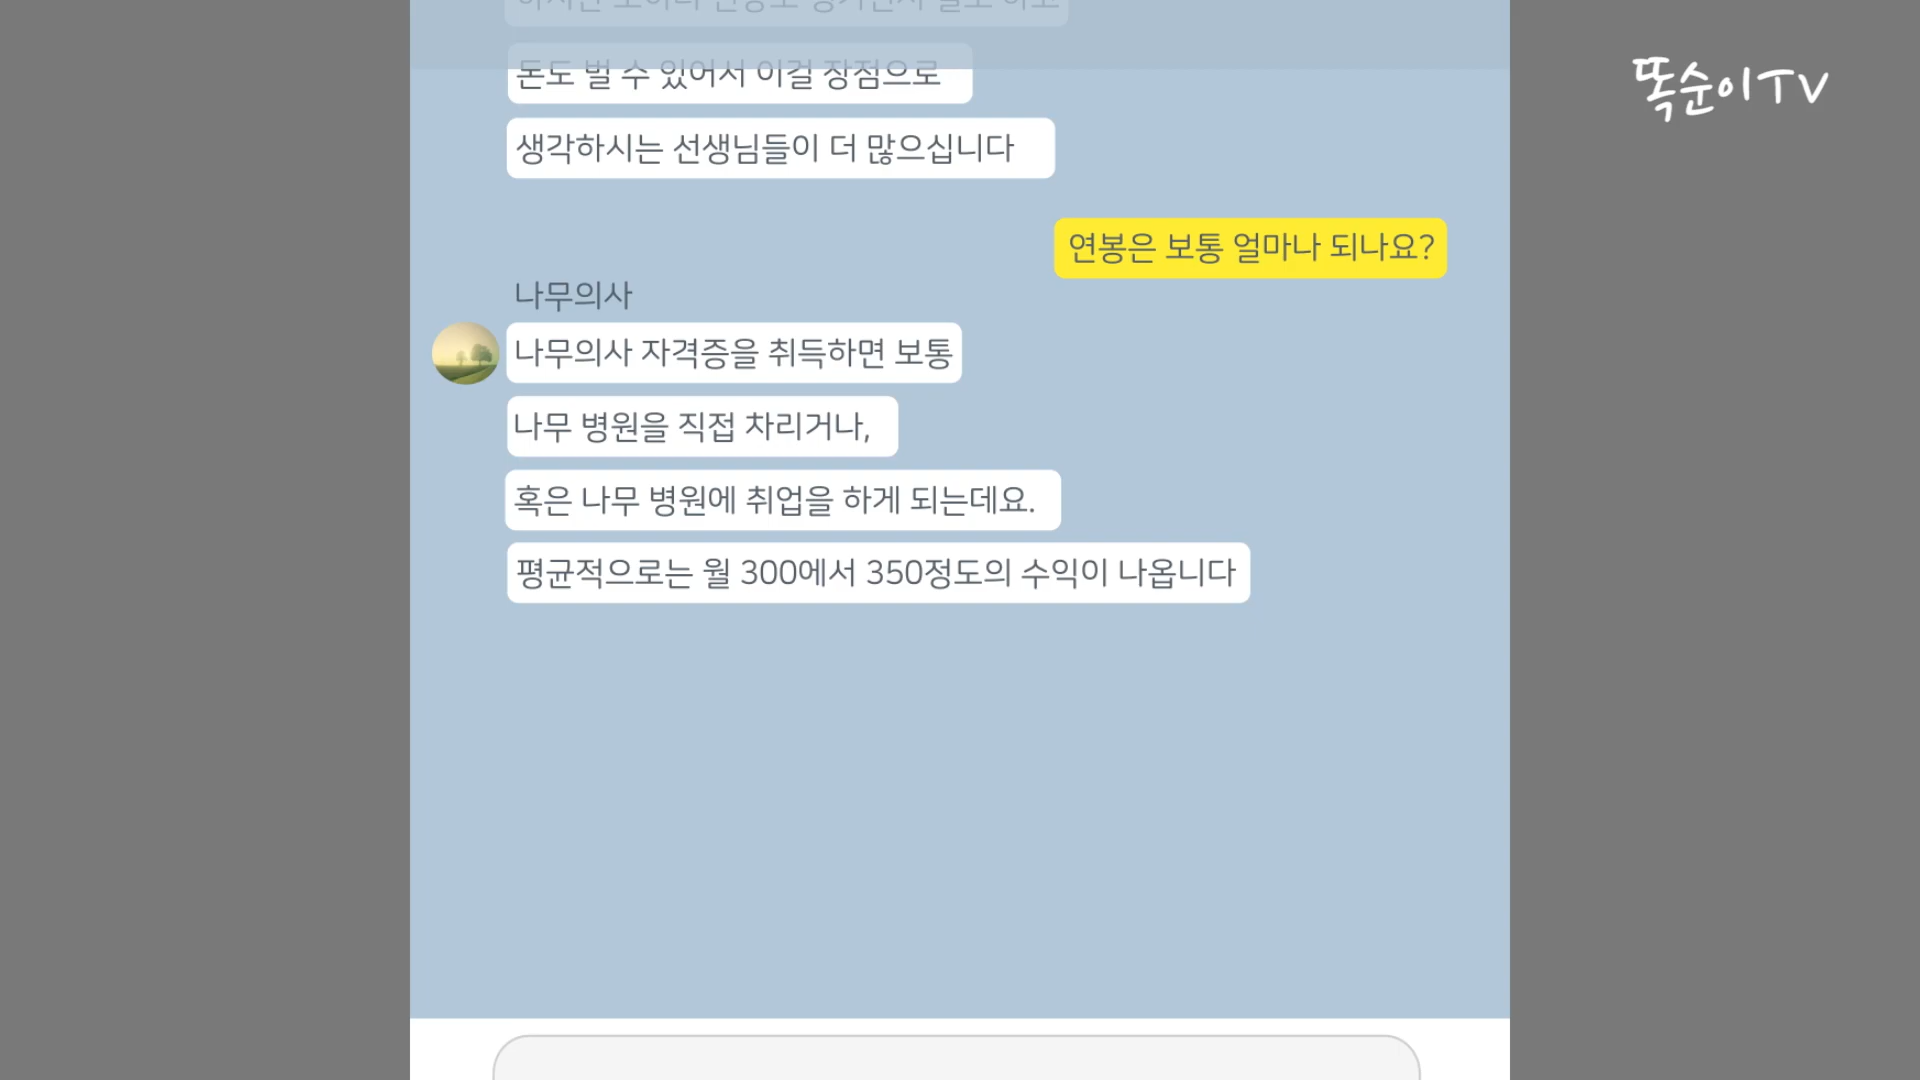 돈도 벌 수 있어서 이걸 장점으로
생각하시는 선생님들이 더 많으십니다
연봉은 보통 얼마나 되나요?
나무의사
나무의사 자격증을 취득하면 보통
나무 병원을 직접 차리거나,
혹은 나무 병원에 취업을 하게 되는데요.
평균적으로는 월 300에서 350정도의 수익이 나옵니다
똑순이TV